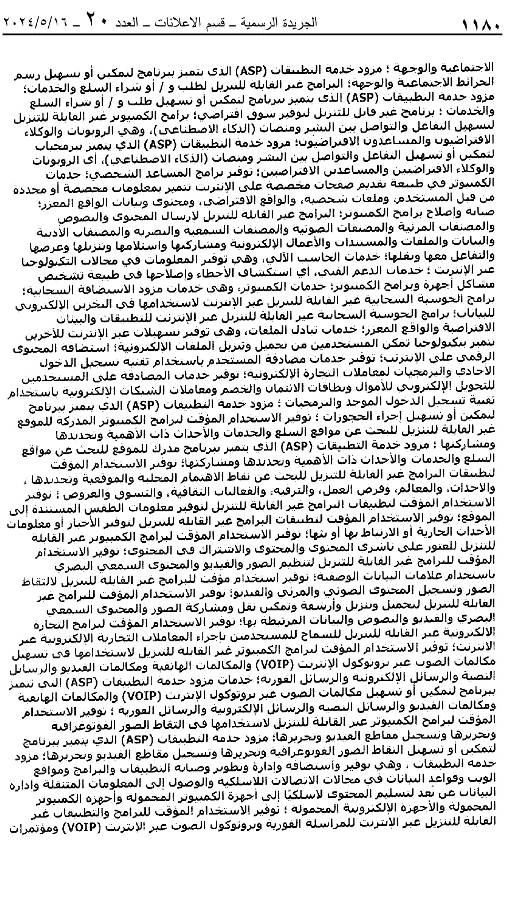 ١١٨٠ الجريدة الرسمية – قسم الاعلانات – العدد ٢٠ – ٢٠٢٤/٥/١٦
الاجتماعية والوجهة ؛ مزود خدمة التطبيقات (ASP) الذي يتميز ببرنامج لتمكين أو تسهيل رسم
الخرائط الاجتماعية والوجهة؛ البرامج غير القابلة للتنزيل لطلب و / أو شراء السلع والخدمات؛
مزود خدمة التطبيقات (ASP) الذي يتميز ببرنامج لتمكين أو تسهيل طلب و / أو شراء السلع
والخدمات ؛ برنامج غير قابل للتنزيل لتوفير سوق افتراضي؛ برامج الكمبيوتر غير القابلة للتنزيل
لتسهيل التفاعل والتواصل بين البشر ومنصات (الذكاء الاصطناعي)، وهي الروبوتات والوكلاء
الافتراضيون والمساعدون الافتراضيون؛ مزود خدمة التطبيقات (ASP) الذي يتميز ببرمجيات
لتمكين أو تسهيل التفاعل والتواصل بين البشر ومنصات (الذكاء الاصطناعي)، أي الروبوتات
والوكلاء الافتراضيين والمساعدين الافتراضيين؛ توفير برامج المساعد الشخصي؛ خدمات
الكمبيوتر في طبيعة تقديم صفحات مخصصة على الإنترنت تتميز بمعلومات مخصصة أو محددة
من قبل المستخدم، وملفات شخصية، والواقع الافتراضي، ومحتوى وبيانات الواقع المعزز؛
صيانة وإصلاح برامج الكمبيوتر؛ البرامج غير القابلة للتنزيل لارسال المحتوى والنصوص
والمصنفات المرئية والمصنفات الصوتية والمصنفات السمعية والبصرية والمصنفات الأدبية
والبيانات والملفات والمستندات والأعمال الإلكترونية ومشاركتها واستلامها وتنزيلها وعرضها
والتفاعل معها ونقلها؛ خدمات الحاسب الآلي، وهي توفير المعلومات في مجالات التكنولوجيا
عبر الإنترنت ؛ خدمات الدعم الفني، أي استكشاف الأخطاء وإصلاحها في طبيعة تشخيص
مشاكل أجهزة وبرامج الكمبيوتر؛ خدمات الكمبيوتر، وهي خدمات مزود الاستضافة السحابية؛
برامج الحوسبة السحابية غير القابلة للتنزيل عبر الإنترنت لاستخدامها في التخزين الإلكتروني
للبيانات؛ برامج الحوسبة السحابية غير القابلة للتنزيل عبر الإنترنت للتطبيقات والبيئات
الافتراضية والواقع المعزز؛ خدمات تبادل الملفات، وهي توفير تسهيلات عبر الإنترنت للآخرين
تتميز بتكنولوجيا تمكن المستخدمين من تحميل وتنزيل الملفات الالكترونية؛ استضافة المحتوى
الرقمي على الإنترنت؛ توفير خدمات مصادقة المستخدم باستخدام تقنية تسجيل الدخول
الأحادي والبرمجيات لمعاملات التجارة الإلكترونية؛ توفير خدمات المصادقة على المستخدمين
للتحويل الإلكتروني للأموال وبطاقات الائتمان والخصم ومعاملات الشيكات الالكترونية باستخدام
تقنية تسجيل الدخول الموحد والبرمجيات ؛ مزود خدمة التطبيقات (ASP) الذي يتميز ببرنامج
لتمكين أو تسهيل إجراء الحجوزات ؛ توفير الاستخدام المؤقت لبرامج الكمبيوتر المدركة للموقع
غير القابلة للتنزيل للبحث عن مواقع السلع والخدمات والأحداث ذات الأهمية وتحديدها
ومشاركتها ؛ مزود خدمة التطبيقات (ASP) الذي يتميز ببرنامج مدرك للموقع للبحث عن مواقع
السلع والخدمات والأحداث ذات الأهمية وتحديدها ومشاركتها؛ توفير الاستخدام المؤقت
لتطبيقات البرامج غير القابلة للتنزيل للبحث عن نقاط الاهتمام المحلية والموقعية وتحديدها ،
والاحداث، والمعالم، وفرص العمل، والترفيه، والفعاليات الثقافية، والتسوق والعروض ؛ توفير
الاستخدام المؤقت لتطبيقات البرامج غير القابلة للتنزيل لتوفير معلومات الطقس المستندة إلى
الموقع؛ توفير الاستخدام المؤقت لتطبيقات البرامج غير القابلة للتنزيل لتوفير الأخبار أو معلومات
الأحداث الجارية أو الارتباط بها أو بثها؛ توفير الاستخدام المؤقت لبرامج الكمبيوتر غير القابلة
للتنزيل للعثور على ناشري المحتوى والمحتوى والاشتراك في المحتوى؛ توفير الاستخدام
المؤقت للبرامج غير القابلة للتنزيل لتنظيم الصور والفيديو والمحتوى السمعي البصري
باستخدام علامات البيانات الوصفية؛ توفير استخدام مؤقت للبرامج غير القابلة للتنزيل لالتقاط
الصور وتسجيل المحتوى الصوتي والمرئي والفيديو؛ توفير الاستخدام المؤقت للبرامج غير
القابلة للتنزيل لتحميل وتنزيل وأرشفة وتمكين نقل ومشاركة الصور والمحتوى السمعي
البصري والفيديو والنصوص والبيانات المرتبطة بها؛ توفير الاستخدام المؤقت لبرامج التجارة
الالكترونية غير القابلة للتنزيل للسماح للمستخدمين بإجراء المعاملات التجارية الإلكترونية عبر
الانترنت؛ توفير الاستخدام المؤقت لبرامج الكمبيوتر غير القابلة للتنزيل لاستخدامها في تسهيل
مكالمات الصوت عبر بروتوكول الإنترنت (VOIP) والمكالمات الهاتفية ومكالمات الفيديو والرسائل
النصية والرسائل الإلكترونية والرسائل الفورية؛ خدمات مزود خدمة التطبيقات (ASP) التي تتميز
ببرنامج لتمكين أو تسهيل مكالمات الصوت عبر بروتوكول الإنترنت (VOIP) والمكالمات الهاتفية
ومكالمات الفيديو والرسائل النصية والرسائل الإلكترونية والرسائل الفورية ؛ توفير الاستخدام
المؤقت لبرامج الكمبيوتر غير القابلة للتنزيل لاستخدامها في التقاط الصور الفوتوغرافية
وتحريرها وتسجيل مقاطع الفيديو وتحريرها؛ مزود خدمة التطبيقات (ASP) الذي يتميز ببرنامج
لتمكين أو تسهيل التقاط الصور الفوتوغرافية وتحريرها وتسجيل مقاطع الفيديو وتحريرها؛ مزود
خدمة التطبيقات ، وهي توفير واستضافة وإدارة وتطوير وصيانة التطبيقات والبرامج ومواقع
الويب وقواعد البيانات في مجالات الاتصالات اللاسلكية والوصول إلى المعلومات المتنقلة وإدارة
البيانات عن بُعد لتسليم المحتوى لاسلكيًا إلى أجهزة الكمبيوتر المحمولة وأجهزة الكمبيوتر
المحمولة والأجهزة الإلكترونية المحمولة ؛ توفير الاستخدام المؤقت للبرامج والتطبيقات غير
القابلة للتنزيل عبر الإنترنت للمراسلة الفورية وبروتوكول الصوت عبر الإنترنت (VOIP) ومؤتمرات